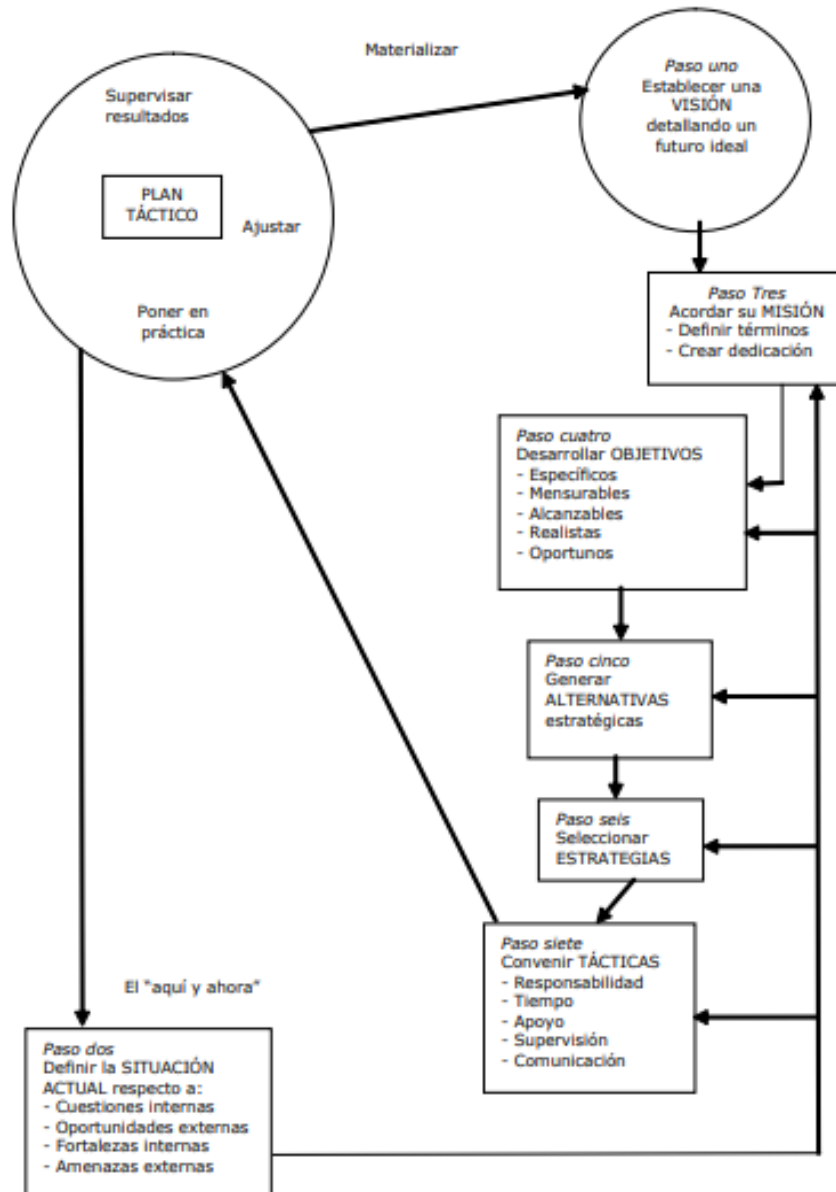 Materializar
Supervisar
resultados
PLAN
TÁCTICO
Ajustar
Poner en
práctica
Paso uno
Establecer una
VISIÓN
detallando un
futuro ideal
Paso Tres
Acordar su MISIÓN
- Definir términos
- Crear dedicación
Paso cuatro
Desarrollar OBJETIVOS
- Específicos
- Mensurables
- Alcanzables
- Realistas
- Oportunos
Paso cinco
Generar
ALTERNATIVAS
estratégicas
Paso seis
Seleccionar
ESTRATEGIAS
Paso siete
Convenir TÁCTICAS
- Responsabilidad
- Tiempo
- Apoyo
- Supervisión
- Comunicación
El "aquí y ahora"
Paso dos
Definir la SITUACIÓN
ACTUAL respecto a:
- Cuestiones internas
- Oportunidades externas
- Fortalezas internas
- Amenazas externas